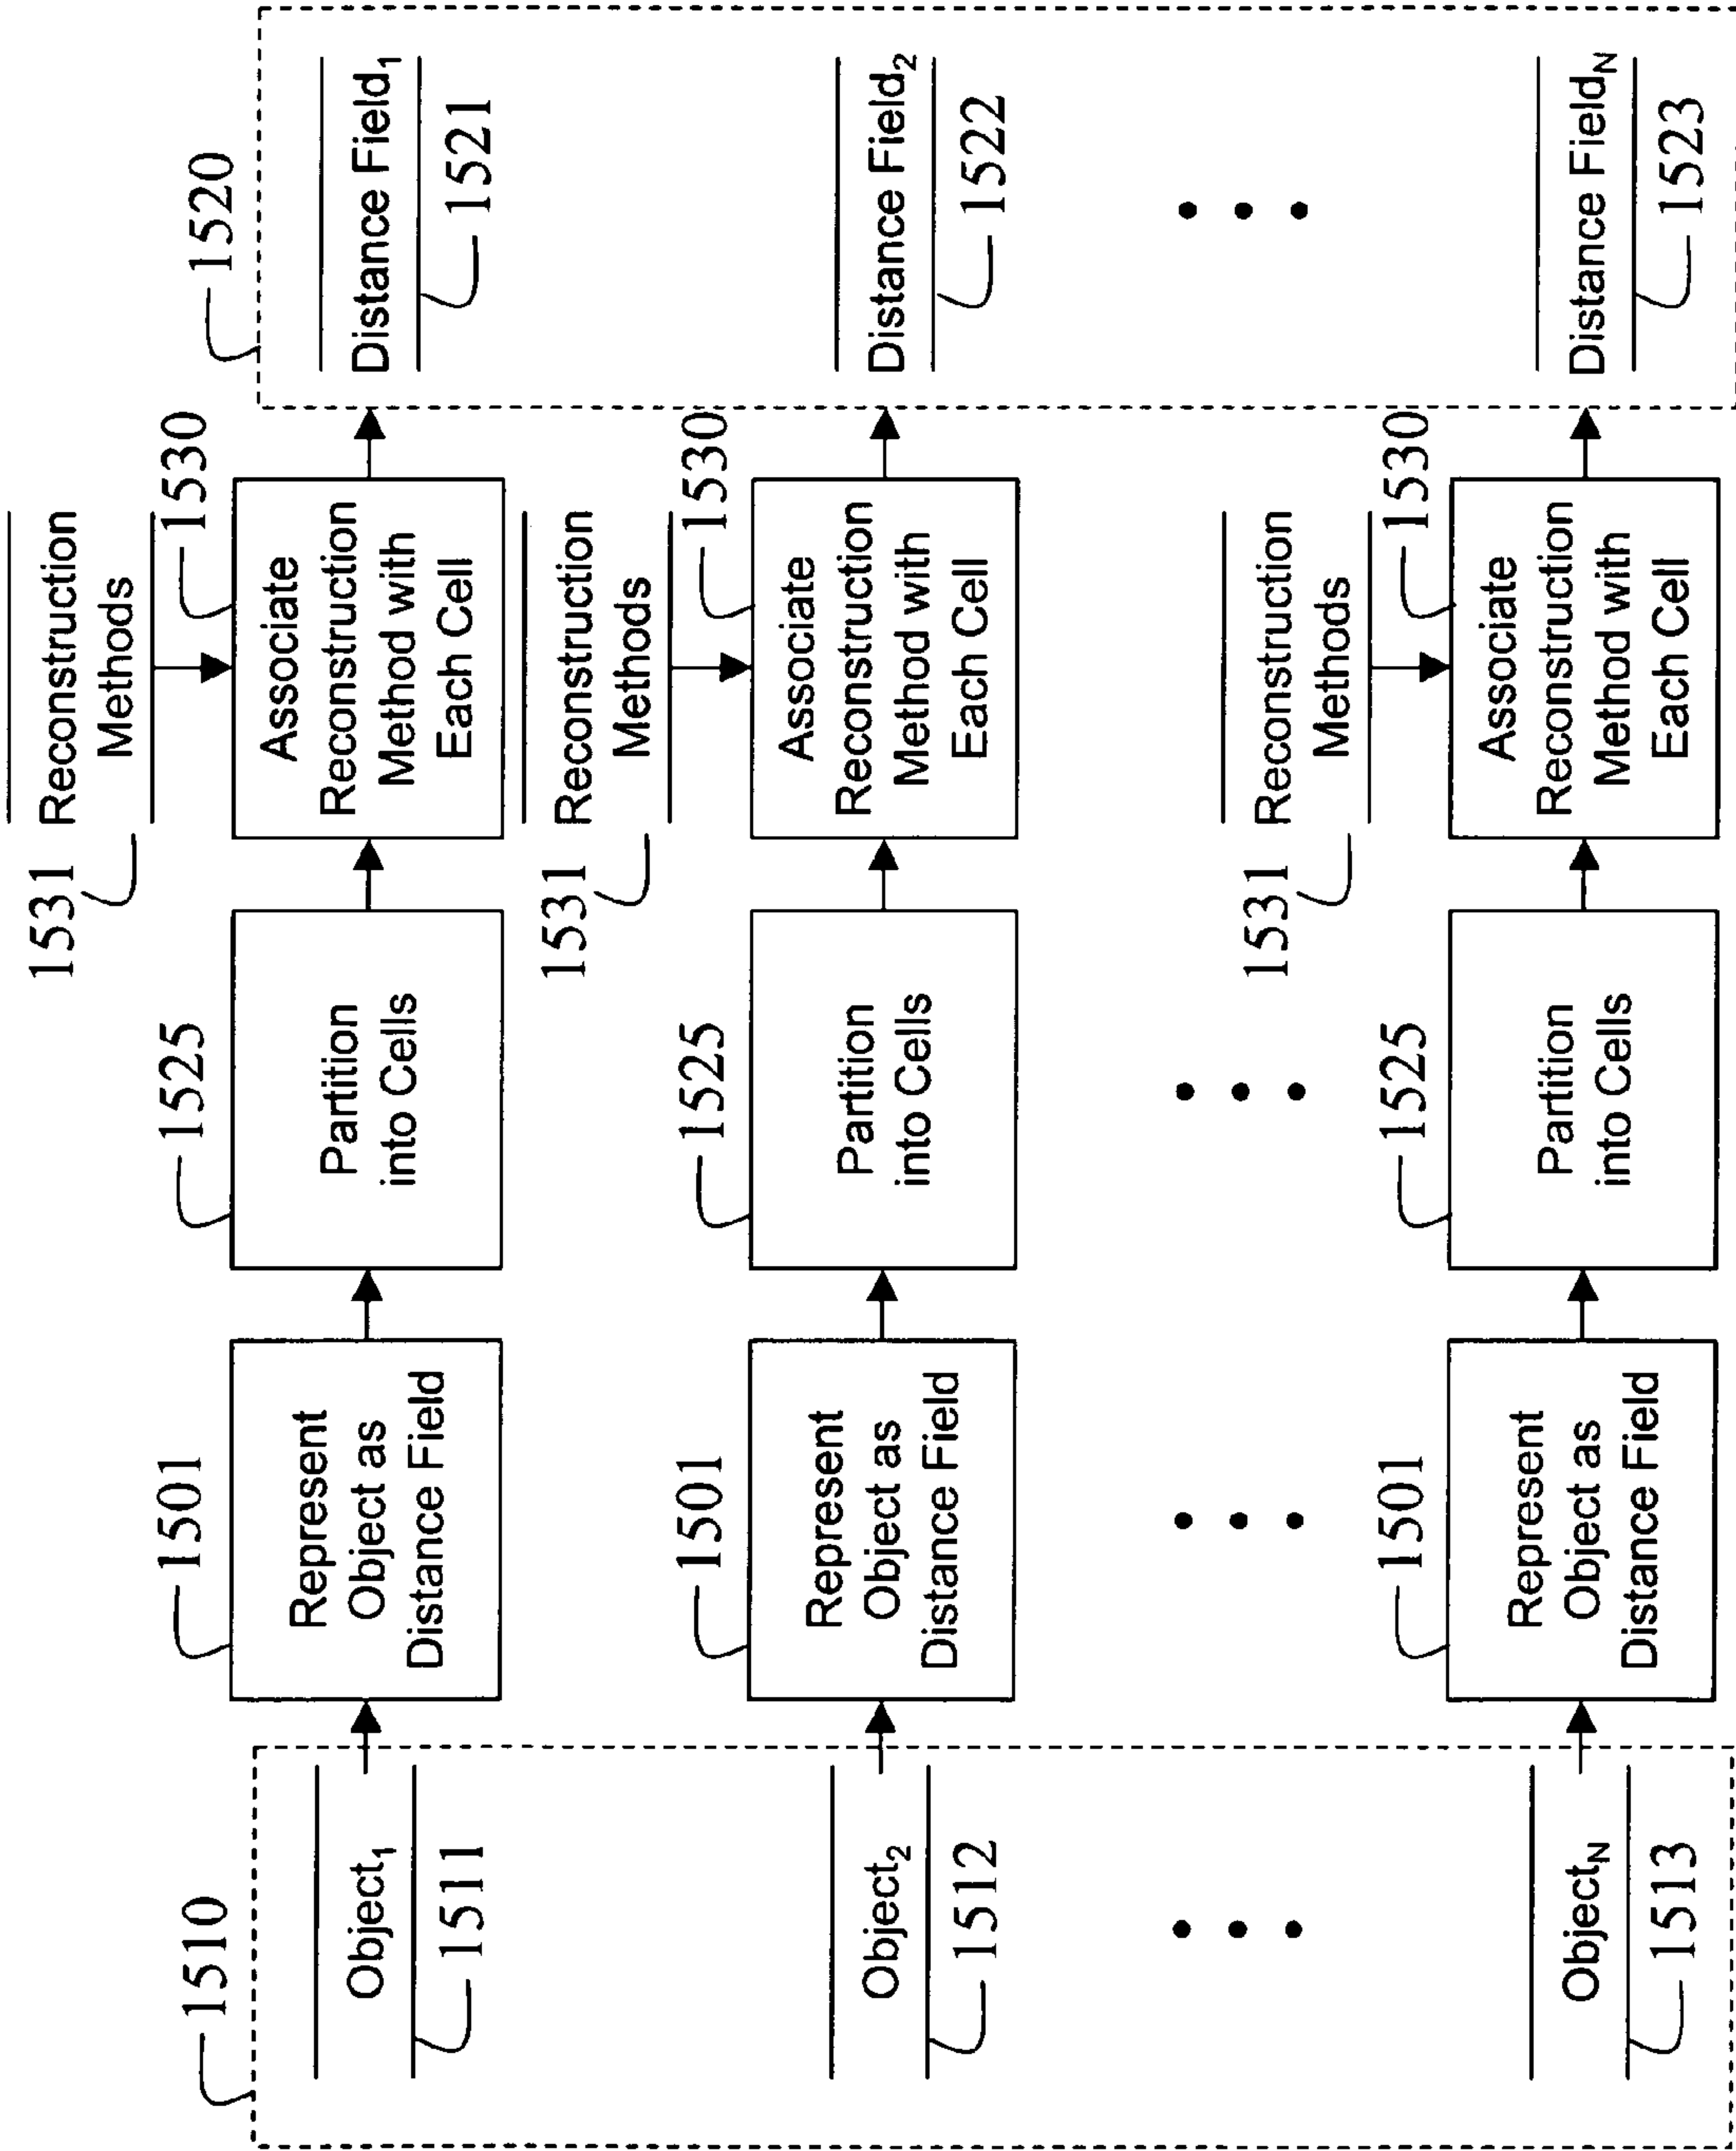 1510
Object1
1511
1501
Represent
Object as
Distance Field
1525
Partition
into Cells
1531
Reconstruction
Methods
1530
Associate
Reconstruction
Method with
Each Cell
1520
Distance Field1
1521
Object2
1512
1501
Represent
Object as
Distance Field
1525
Partition
into Cells
1531
Reconstruction
Methods
1530
Associate
Reconstruction
Method with
Each Cell
Distance Field2
1522
ObjectN
1513
1501
Represent
Object as
Distance Field
1525
Partition
into Cells
1531
Reconstruction
Methods
1530
Associate
Reconstruction
Method with
Each Cell
Distance FieldN
1523